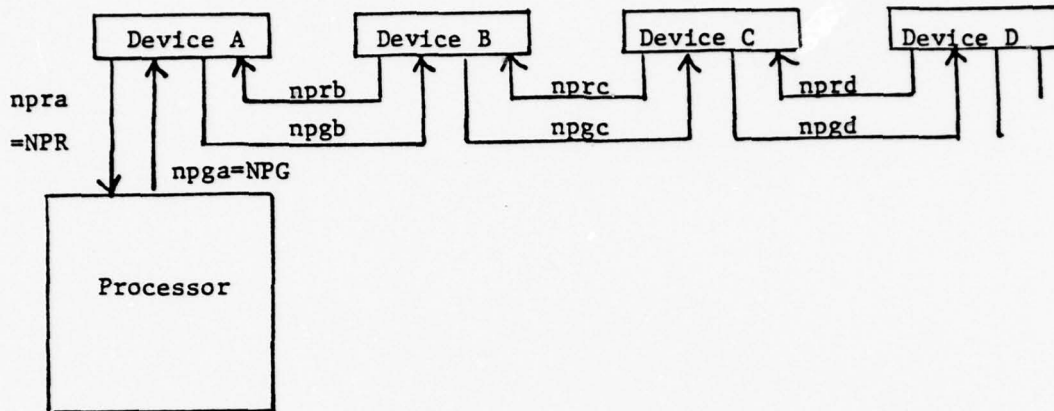 Device A
Device B
Device C
Device D
npra
=NPR
nprb
nprc
nprd
npgb
npgc
npgd
npga=NPG
Processor